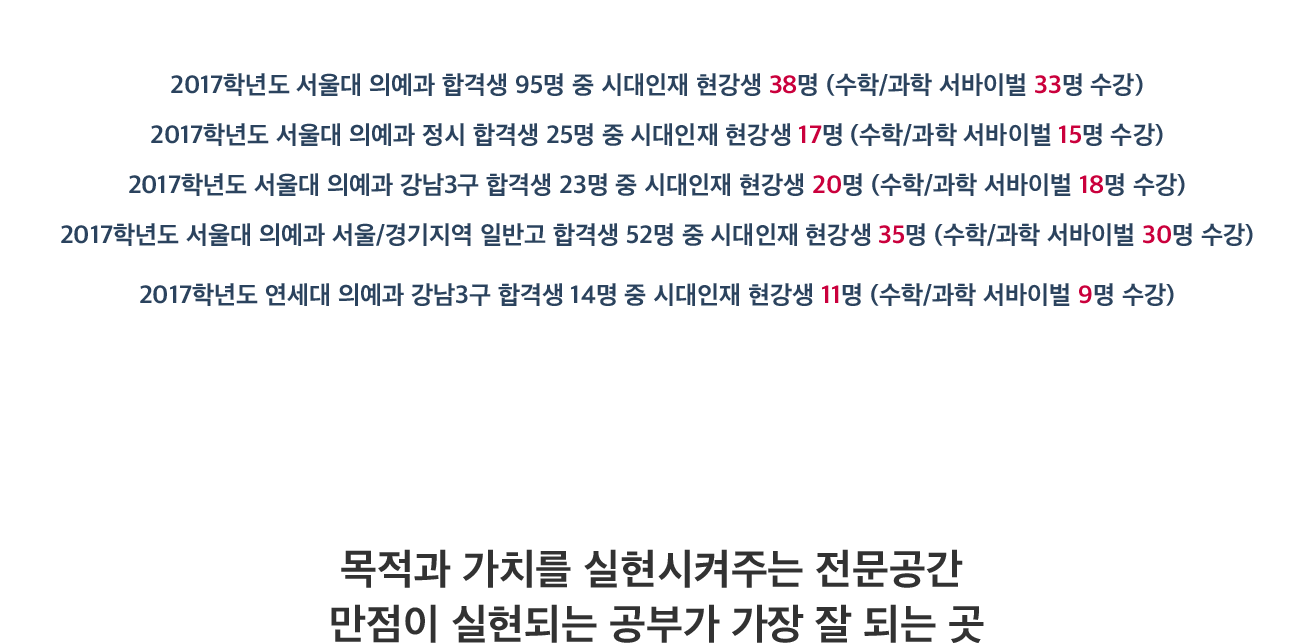 2017학년도 서울대 의예과 합격생 95명 중 시대인재 현강생 38명 (수학/과학 서바이벌 33명 수강)
2017학년도 서울대 의예과 정시 합격생 25명 중 시대인재 현강생 17명 (수학/과학 서바이벌 15명 수강)
2017학년도 서울대 의예과 강남3구 합격생 23명 중 시대인재 현강생 20명 (수학/과학 서바이벌 18명 수강)
2017학년도 서울대 의예과 서울/경기지역 일반고 합격생 52명 중 시대인재 현강생 35명 (수학/과학 서바이벌 30명 수강)
2017학년도 연세대 의예과 강남3구 합격생 14명 중 시대인재 현강생 11명 (수학/과학 서바이벌 9명 수강)
목적과 가치를 실현시켜주는 전문공간
만점이 실현되는 공부가 가장 잘 되는 곳